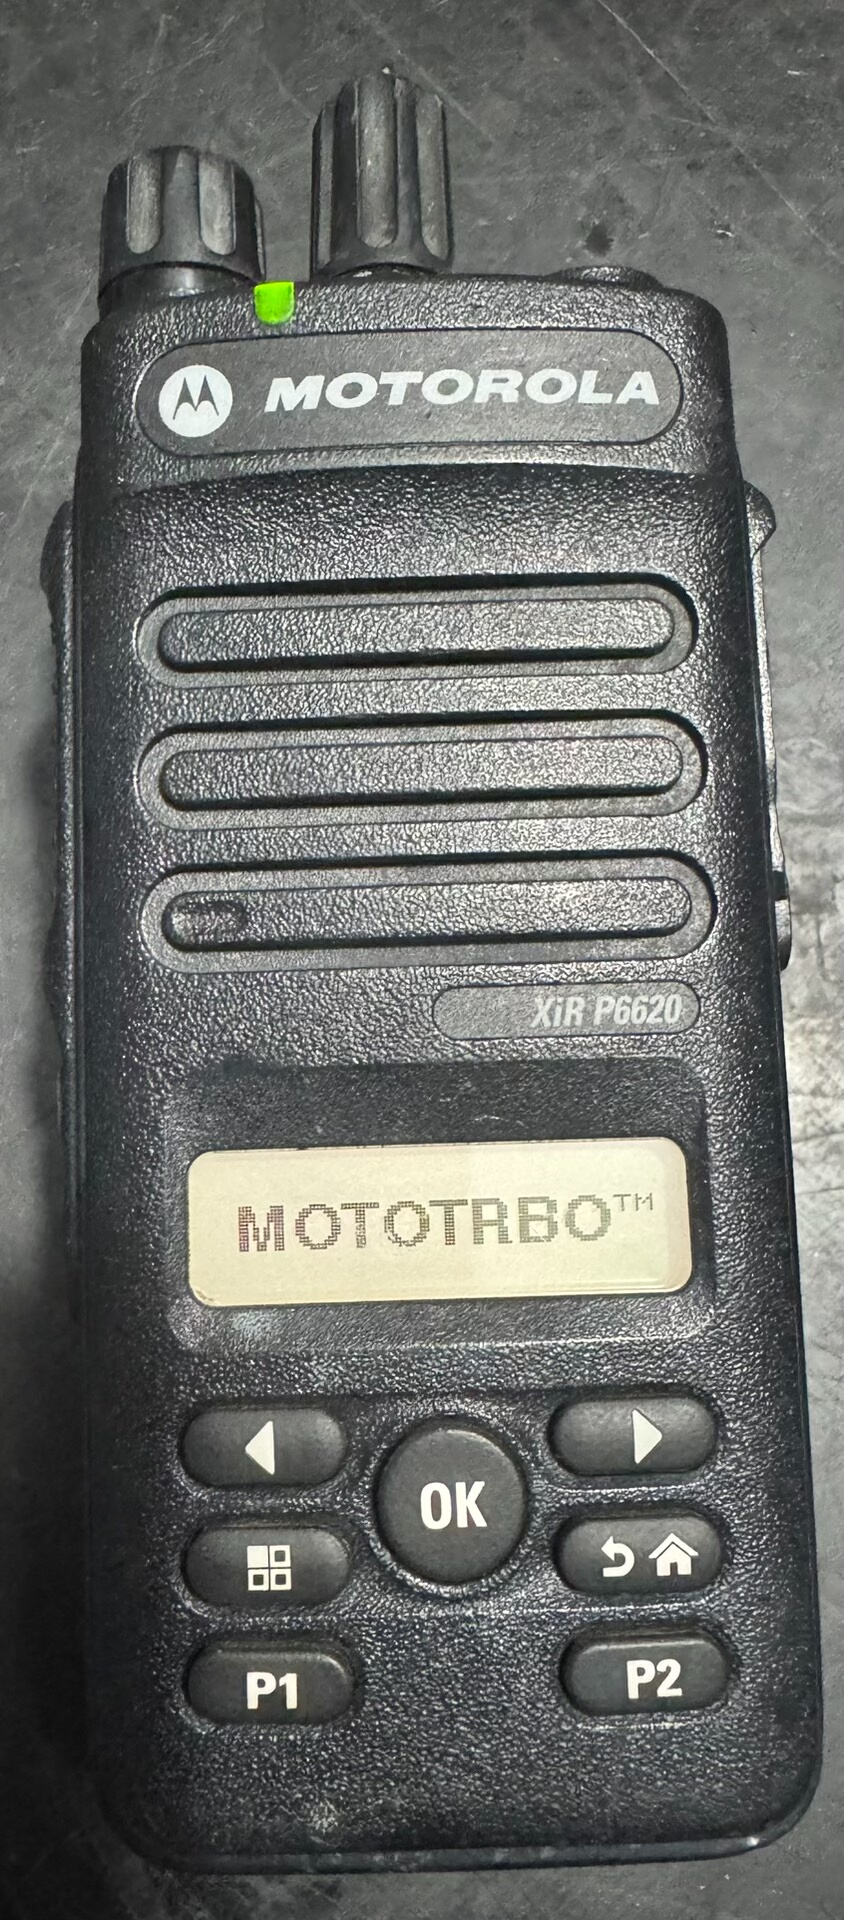 MOTOROLA
XiR P6620
MOTOTRBO™
OK
P1
P2